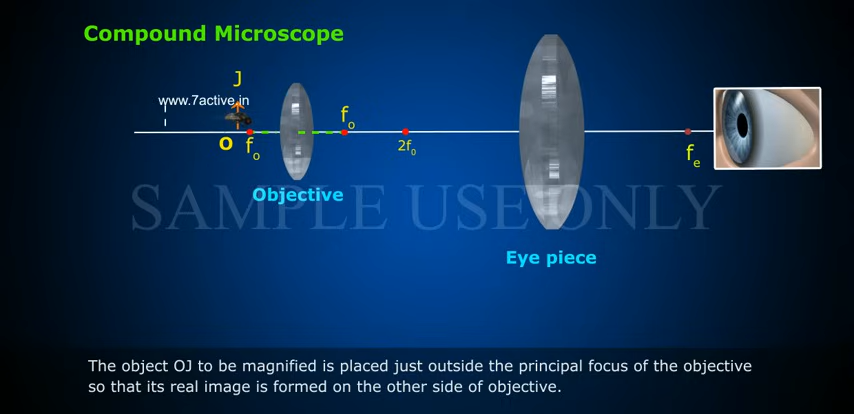 Compound Microscope
J
www.7active.in
fo
O fo
2f0
fe
Objective
SAMPLE USE ONLY
Eye piece
The object OJ to be magnified is placed just outside the principal focus of the objective
so that its real image is formed on the other side of objective.